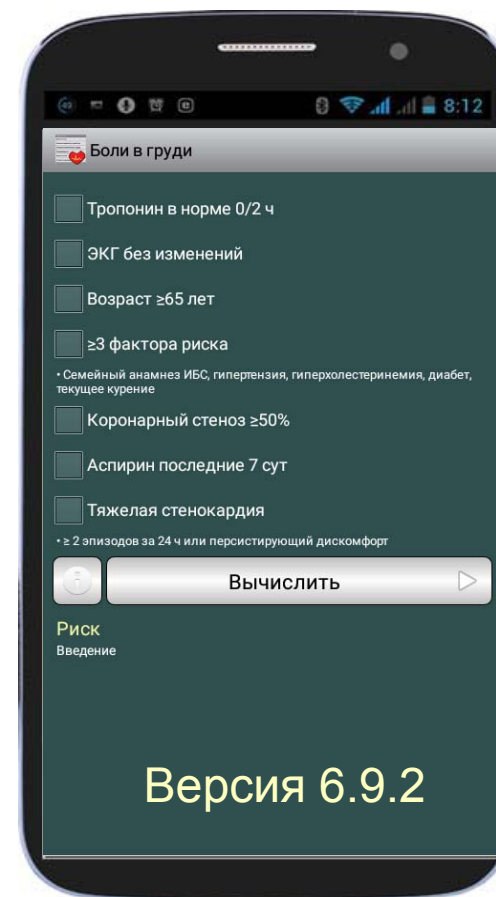 8:12
Боли в груди
Тропонин в норме 0/2 ч
ЭКГ без изменений
Возраст ≥65 лет
≥3 фактора риска
• Семейный анамнез ИБС, гипертензия, гиперхолестеринемия, диабет,
текущее курение
Коронарный стеноз ≥50%
Аспирин последние 7 сут
Тяжелая стенокардия
• ≥ 2 эпизодов за 24 ч или персистирующий дискомфорт
Вычислить
Риск
Введение
Версия 6.9.2